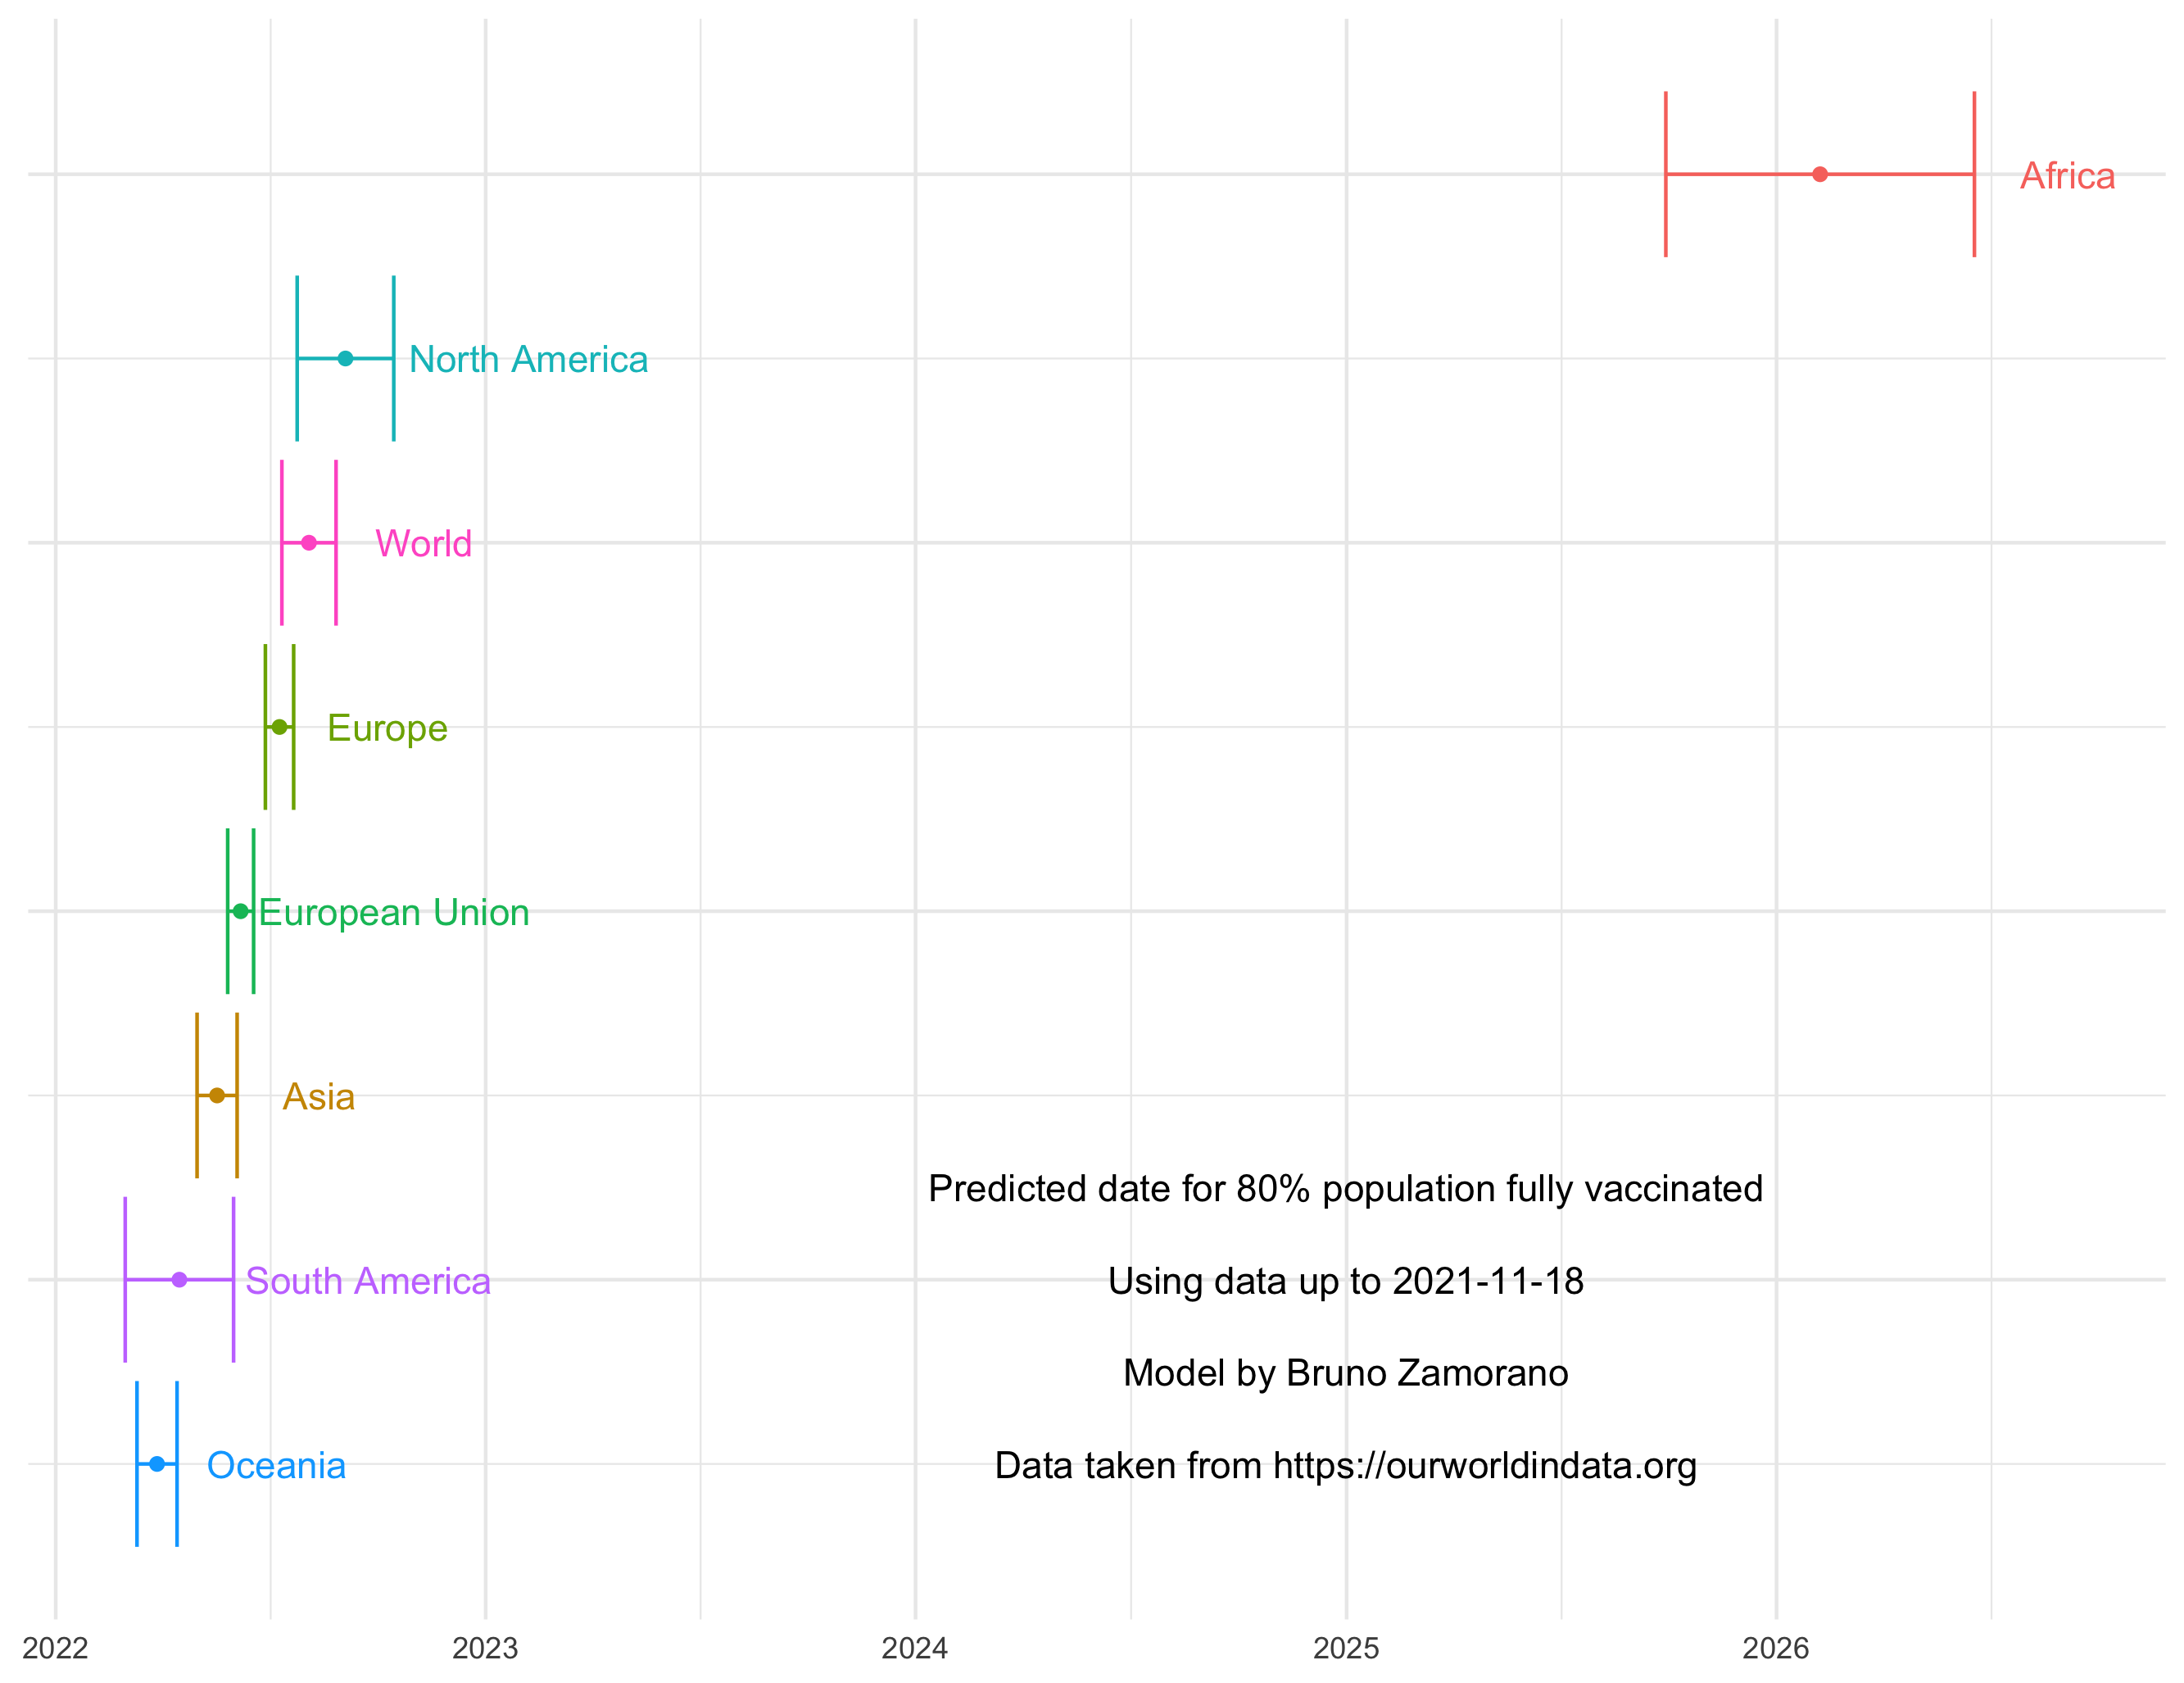 Africa
North America
World
Europe
European Union
Asia
Predicted date for 80% population fully vaccinated
South America
Using data up to 2021-11-18
Model by Bruno Zamorano
Oceania
Data taken from https://ourworldindata.org
2022 2023 2024 2025 2026